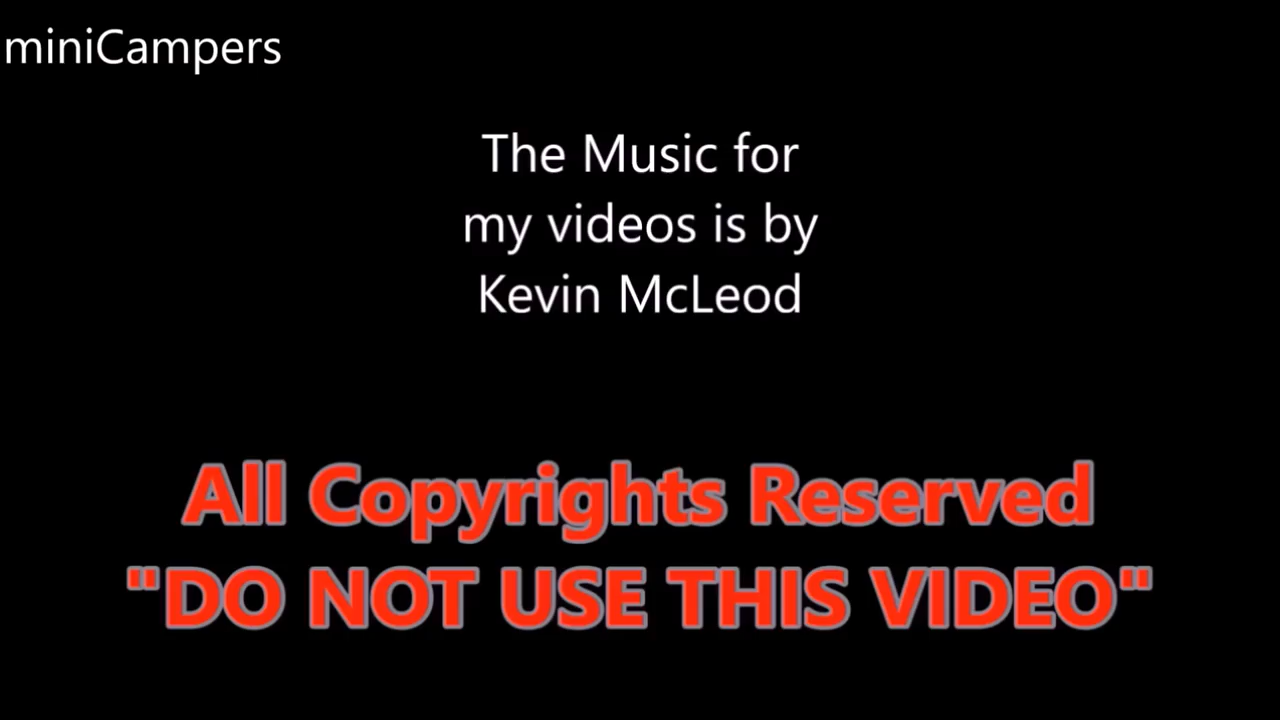 miniCampers
The Music for
my videos is by
Kevin McLeod
All Copyrights Reserved
"DO NOT USE THIS VIDEO"